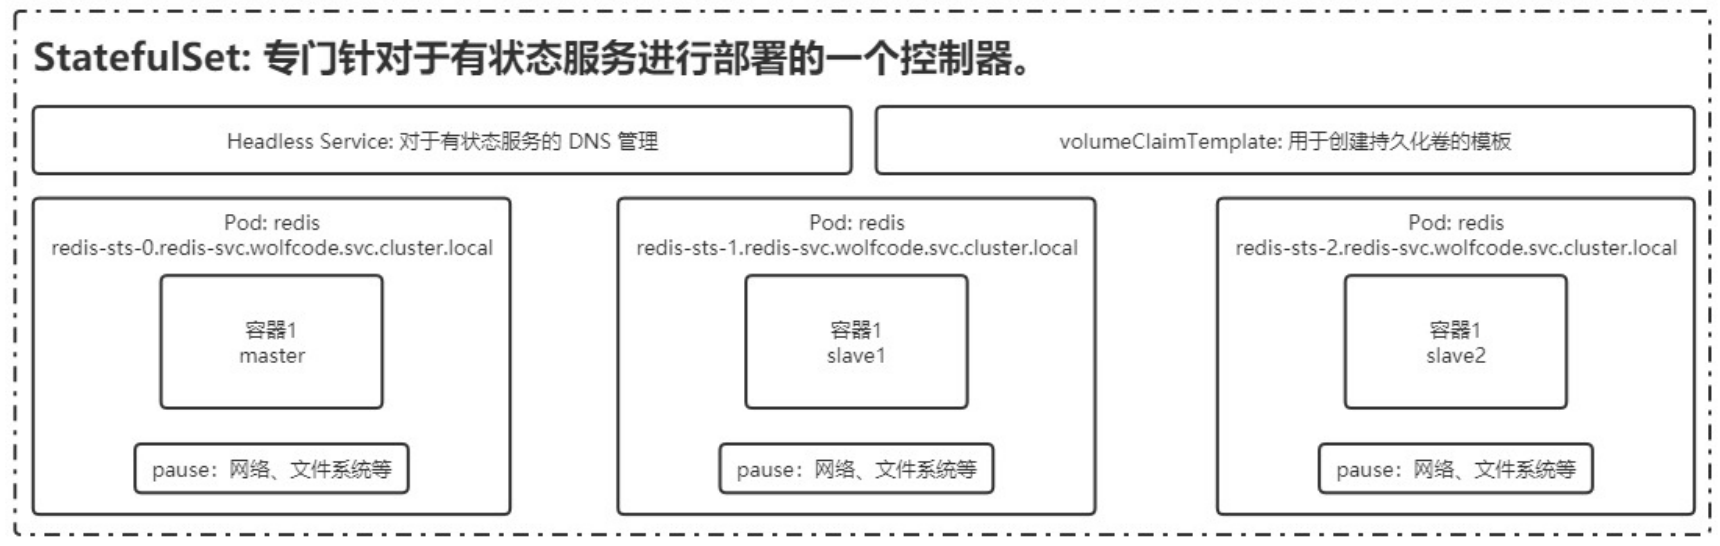 StatefulSet: 专门针对于有状态服务进行部署的一个控制器。
Headless Service: 对于有状态服务的 DNS 管理
volumeClaimTemplate: 用于创建持久化卷的模板
Pod: redis
redis-sts-0.redis-svc.wolfcode.svc.cluster.local
容器1
master
pause：网络、文件系统等
Pod: redis
redis-sts-1.redis-svc.wolfcode.svc.cluster.local
容器1
slave1
pause：网络、文件系统等
Pod: redis
redis-sts-2.redis-svc.wolfcode.svc.cluster.local
容器1
slave2
pause：网络、文件系统等